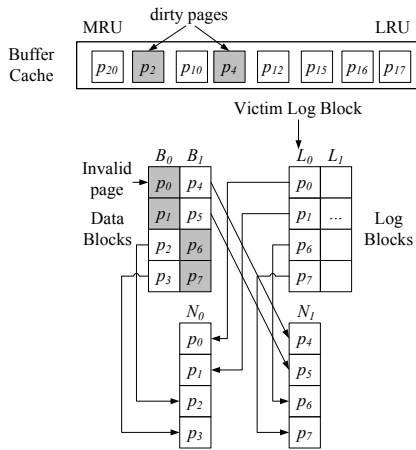 dirty pages
MRU LRU
Buffer Cache
p20 p2 p10 p4 p12 p15 p16 p17
Victim Log Block
B0 B1 L0 L1
Invalid page
p0 p4 p0
Data Blocks
p1 p5 p1 ...
Log Blocks
p2 p6 p6
p3 p7 p7
N0 N1
p0 p4
p1 p5
p2 p6
p3 p7